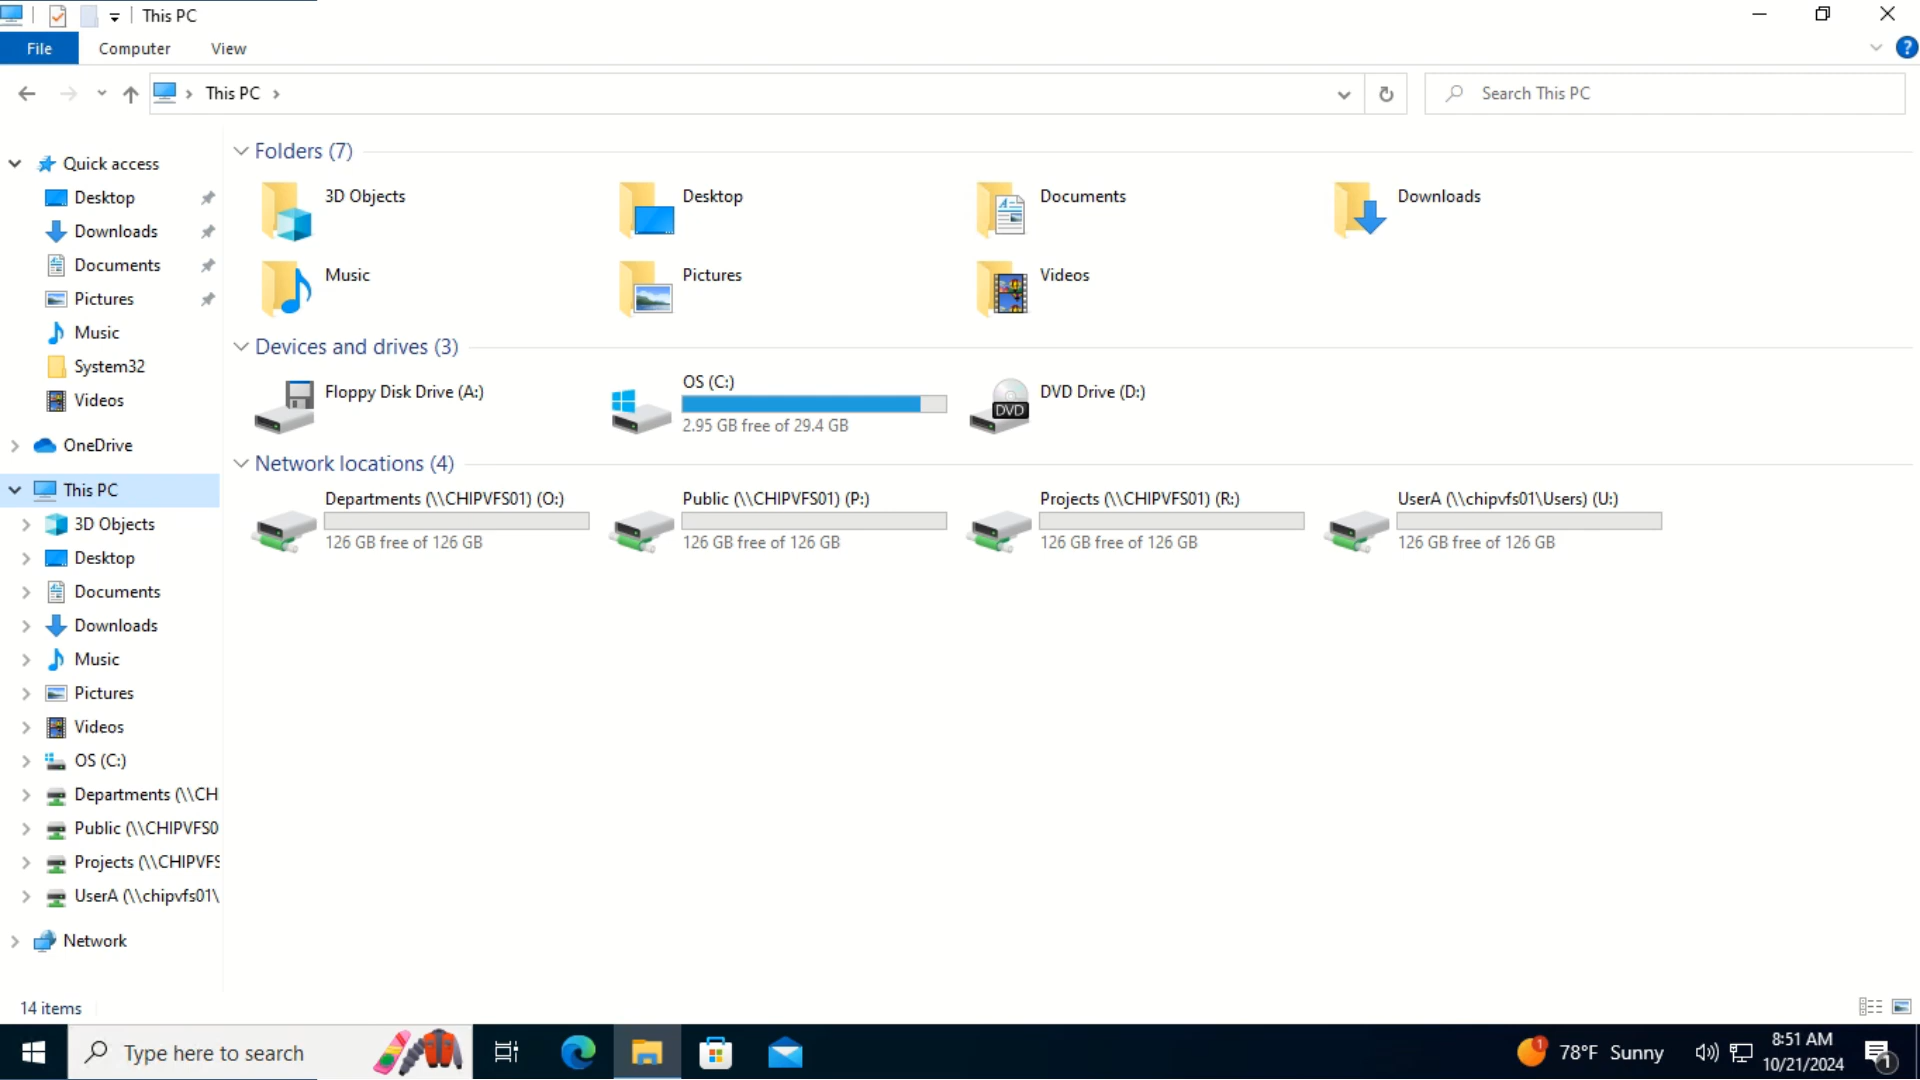 This PC
File
Computer
View
This PC
Search This PC
Quick access
Desktop
Downloads
Documents
Pictures
Music
System32
Videos
OneDrive
This PC
3D Objects
Desktop
Documents
Downloads
Music
Pictures
Videos
OS (C:)
Departments (\\CH
Public (\\CHIPVFS0
Projects (\\CHIPVFS
UserA (\\chipvfs01\
Network
Folders (7)
3D Objects
Desktop
Documents
Downloads
Music
Pictures
Videos
Devices and drives (3)
Floppy Disk Drive (A:)
OS (C:)
2.95 GB free of 29.4 GB
DVD
DVD Drive (D:)
Network locations (4)
Departments (\\CHIPVFS01) (O:)
126 GB free of 126 GB
Public (\\CHIPVFS01) (P:)
126 GB free of 126 GB
Projects (\\CHIPVFS01) (R:)
126 GB free of 126 GB
UserA (\\chipvfs01\Users) (U:)
126 GB free of 126 GB
14 items
Type here to search
1
78°F Sunny
8:51 AM
10/21/2024
1